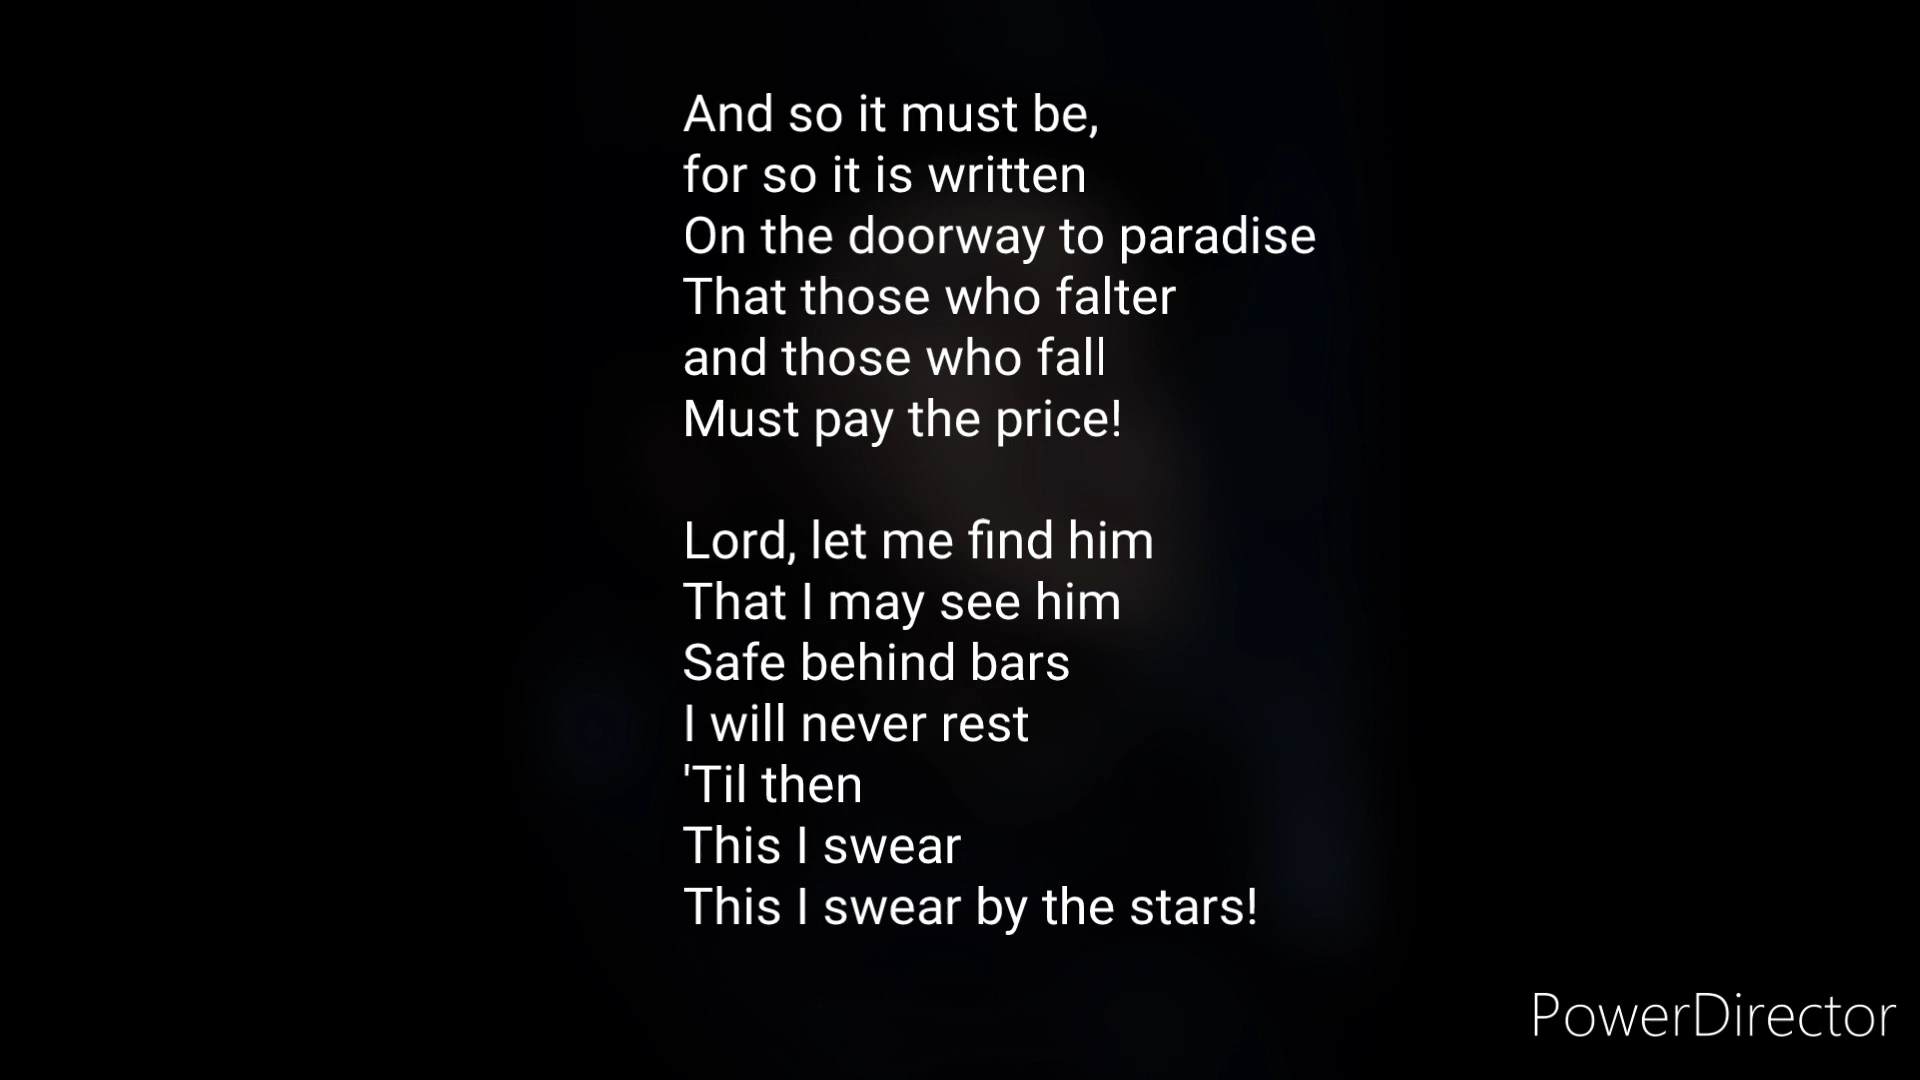 And so it must be,
for so it is written
On the doorway to paradise
That those who falter
and those who fall
Must pay the price!

Lord, let me find him
That I may see him
Safe behind bars
I will never rest
'Til then
This I swear
This I swear by the stars!
PowerDirector